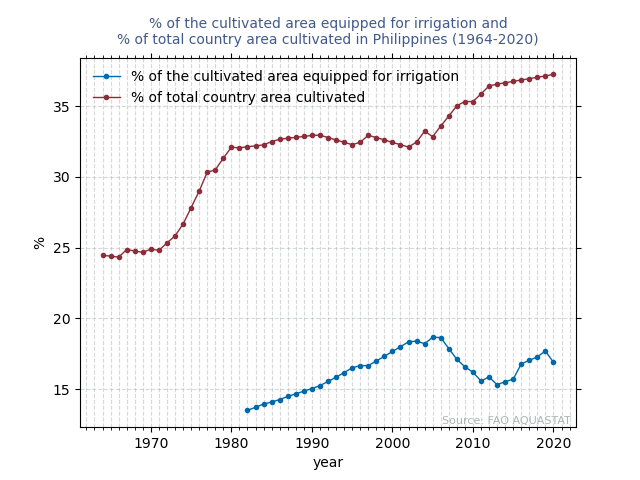 % of the cultivated area equipped for irrigation and
% of total country area cultivated in Philippines (1964-2020)
% of the cultivated area equipped for irrigation
% of total country area cultivated
35
30
%
25
20
15
Source: FAO AQUASTAT
1970 1980 1990 2000 2010 2020
year